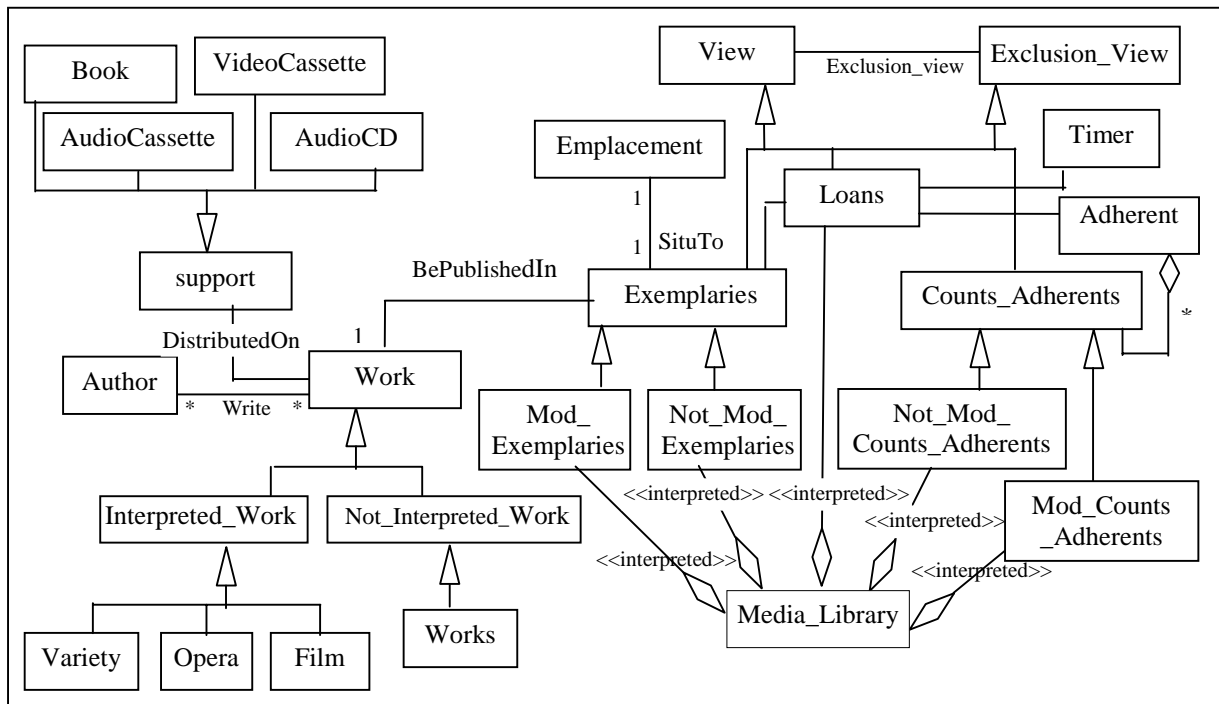 Book
VideoCassette
View
Exclusion_view
Exclusion_View
AudioCassette
AudioCD
Emplacement
Timer
1
Loans
Adherent
1
SituTo
support
BePublishedIn
Exemplaries
Counts_Adherents
*
DistributedOn
1
Author
* Write *
Work
Mod_
Exemplaries
Not_Mod_
Exemplaries
Not_Mod_
Counts_Adherents
Interpreted_Work
Not_Interpreted_Work
<<interpreted>>
<<interpreted>>
<<interpreted>>
Mod_Counts
_Adherents
<<interpreted>>
<<interpreted>>
Media_Library
Variety
Opera
Film
Works